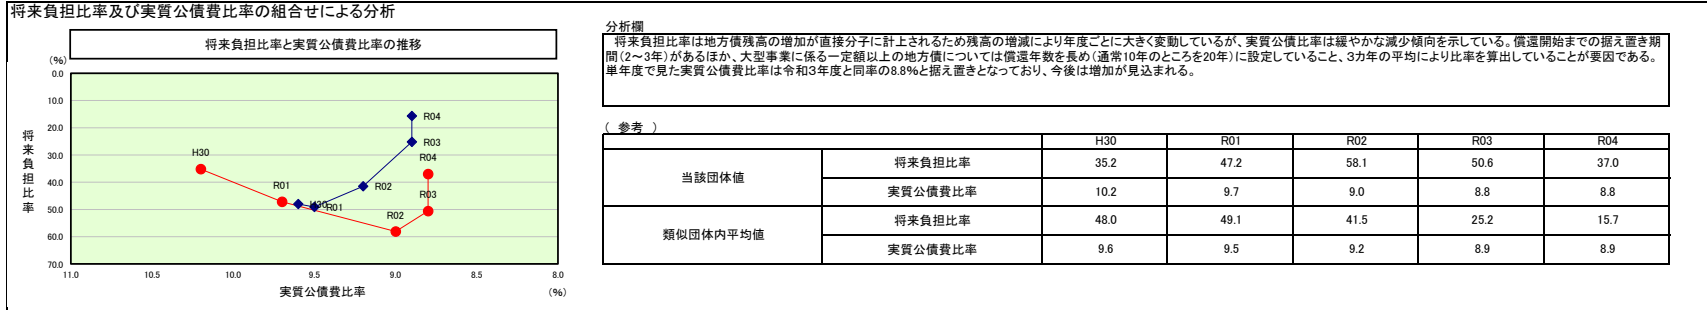 将来負担比率及び実質公債費比率の組合せによる分析
将来負担比率と実質公債費比率の推移
(%)
0.0
10.0
20.0
30.0
40.0
50.0
60.0
70.0
将来負担比率
11.0 10.5 10.0 9.5 9.0 8.5 8.0
実質公債費比率
(%)
H30
R01
R02
R03
R04
H30
R01
R02
R03
R04
分析欄
将来負担比率は地方債残高の増加が直接分子に計上されるため残高の増減により年度ごとに大きく変動しているが、実質公債比率は緩やかな減少傾向を示している。償還開始までの据え置き期
間(2～3年)があるほか、大型事業に係る一定額以上の地方債については償還年数を長め(通常10年のところを20年)に設定していること、3カ年の平均により比率を算出していることが要因である。
単年度で見た実質公債費比率は令和3年度と同率の8.8%と据え置きとなっており、今後は増加が見込まれる。
( 参考 )
H30 R01 R02 R03 R04
当該団体値
将来負担比率 35.2 47.2 58.1 50.6 37.0
実質公債費比率 10.2 9.7 9.0 8.8 8.8
類似団体内平均値
将来負担比率 48.0 49.1 41.5 25.2 15.7
実質公債費比率 9.6 9.5 9.2 8.9 8.9